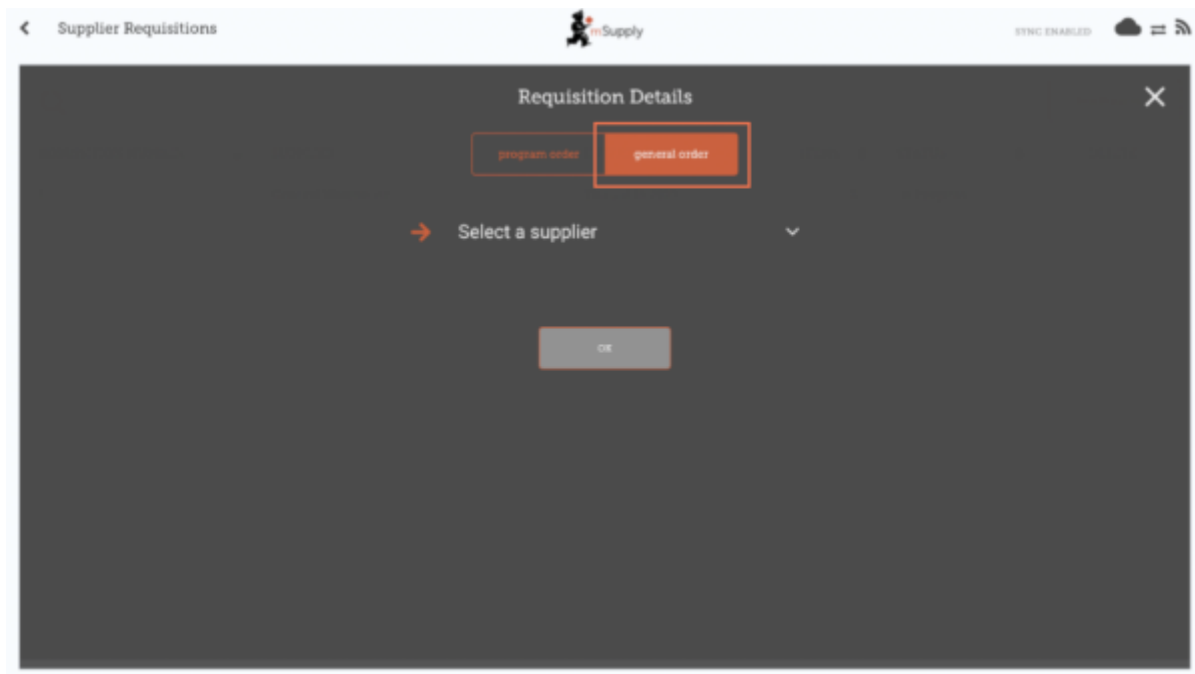 Supplier Requisitions
mSupply
SYNC ENABLED
Requisition Details
program order
general order
Select a supplier
OK